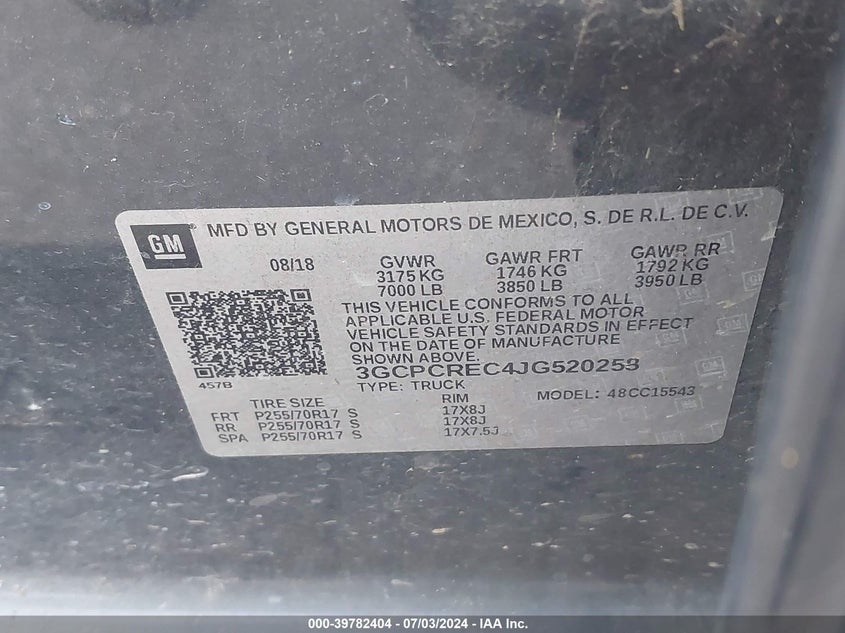 GM
MFD BY GENERAL MOTORS DE MEXICO, S. DE R.L. DE C.V.
08/18 GVWR GAWR FRT GAWR RR
3175 KG 1746 KG 1792 KG
7000 LB 3850 LB 3950 LB
THIS VEHICLE CONFORMS TO ALL
APPLICABLE U.S. FEDERAL MOTOR
VEHICLE SAFETY STANDARDS IN EFFECT
ON THE DATE OF MANUFACTURE
SHOWN ABOVE.
3GCPCREC4JG520258
457B TYPE: TRUCK MODEL: 48CC15543
TIRE SIZE RIM
FRT P255/70R17 S 17X8J
RR P255/70R17 S 17X8J
SPA P255/70R17 S 17X7.5J
000-39782404 - 07/03/2024 - IAA Inc.